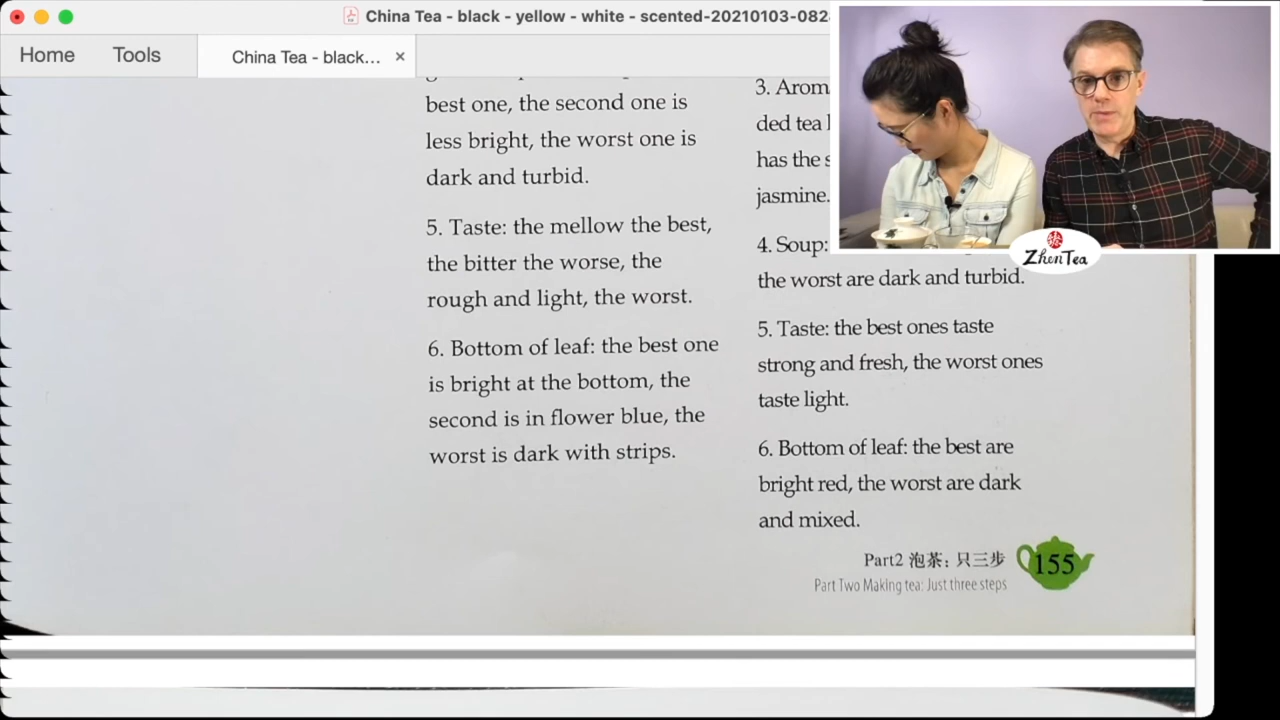 China Tea - black - yellow - white - scented-20210103-082
Home
Tools
China Tea - black...
best one, the second one is
less bright, the worst one is
dark and turbid.
5. Taste: the mellow the best,
the bitter the worse, the
rough and light, the worst.
6. Bottom of leaf: the best one
is bright at the bottom, the
second is in flower blue, the
worst is dark with strips.
3. Arom
ded tea
has the s
jasmine.
4. Soup:
the worst are dark and turbid.
5. Taste: the best ones taste
strong and fresh, the worst ones
taste light.
6. Bottom of leaf: the best are
bright red, the worst are dark
and mixed.
Part2 泡茶：只三步
Part Two Making tea: Just three steps
155
ZhenTea